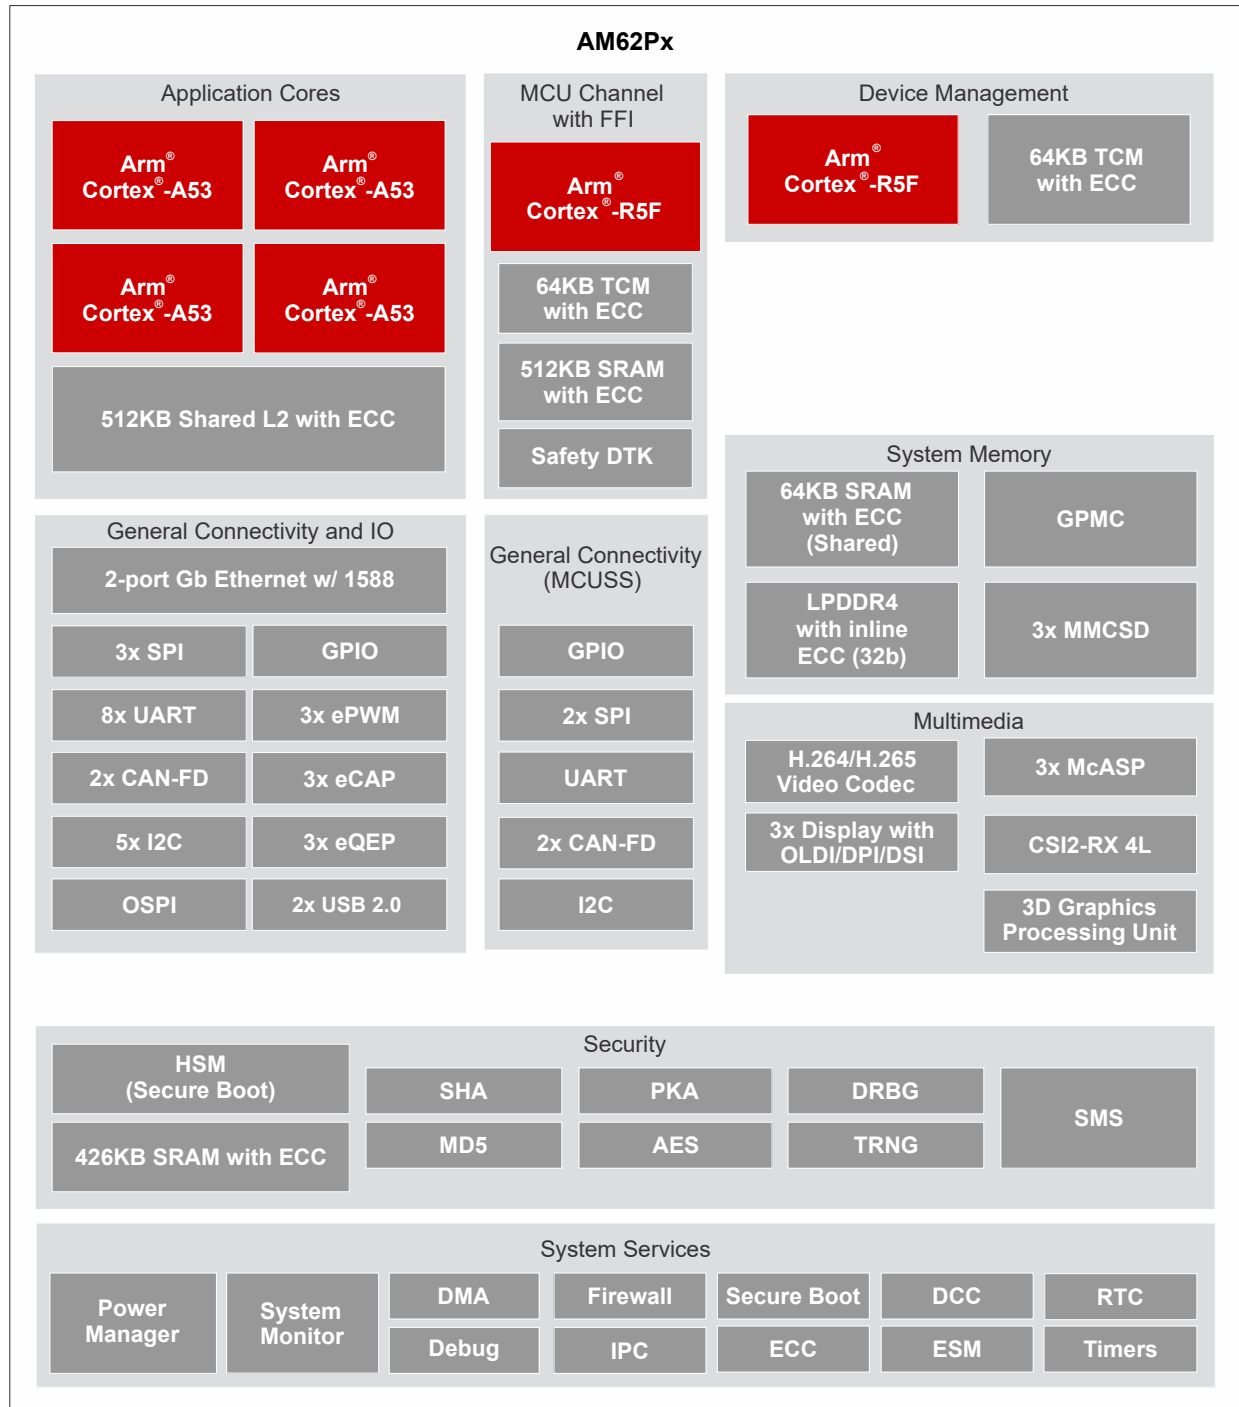 AM62Px
Application Cores
Arm®
Cortex®-A53
Arm®
Cortex®-A53
Arm®
Cortex®-A53
Arm®
Cortex®-A53
512KB Shared L2 with ECC
MCU Channel
with FFI
Arm®
Cortex®-R5F
64KB TCM
with ECC
512KB SRAM
with ECC
Safety DTK
Device Management
Arm®
Cortex®-R5F
64KB TCM
with ECC
System Memory
64KB SRAM
with ECC
(Shared)
GPMC
LPDDR4
with inline
ECC (32b)
3x MMCSD
General Connectivity and IO
2-port Gb Ethernet w/ 1588
3x SPI
GPIO
8x UART
3x ePWM
2x CAN-FD
3x eCAP
5x I2C
3x eQEP
OSPI
2x USB 2.0
General Connectivity
(MCUSS)
GPIO
2x SPI
UART
2x CAN-FD
I2C
Multimedia
H.264/H.265
Video Codec
3x McASP
3x Display with
OLDI/DPI/DSI
CSI2-RX 4L
3D Graphics
Processing Unit
Security
HSM
(Secure Boot)
426KB SRAM with ECC
SHA
PKA
DRBG
MD5
AES
TRNG
SMS
System Services
Power
Manager
System
Monitor
DMA
Firewall
Secure Boot
DCC
RTC
Debug
IPC
ECC
ESM
Timers